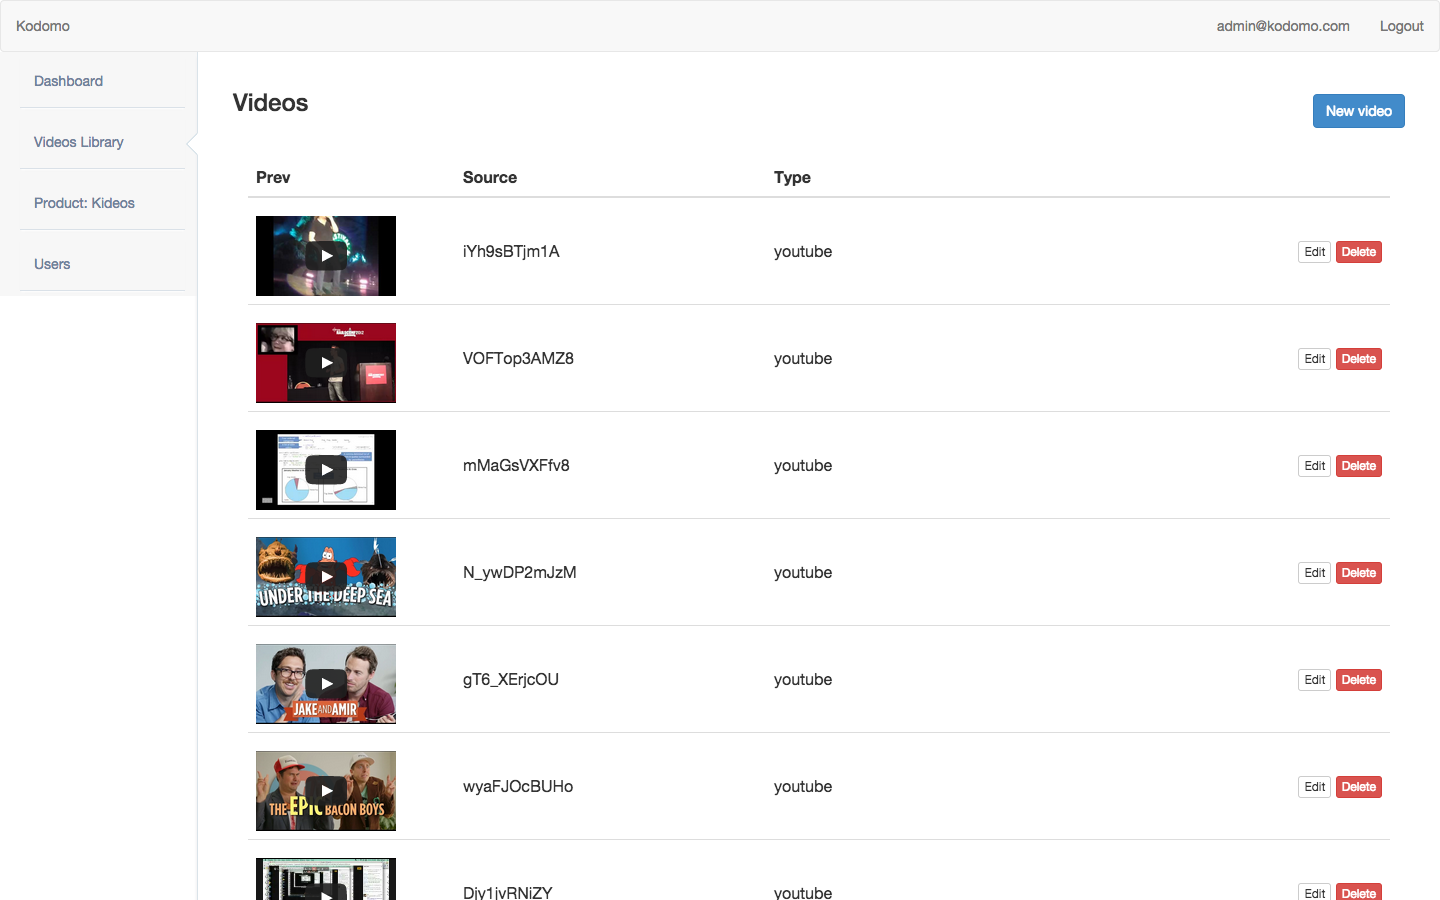 Kodomo admin@kodomo.com Logout
Dashboard
Videos Library
Product: Kideos
Users
Videos
New video
Prev Source Type
iYh9sBTjm1A youtube Edit Delete
VOFTop3AMZ8 youtube Edit Delete
mMaGsVXFfv8 youtube Edit Delete
UNDER THE DEEP SEA
N_ywDP2mJzM youtube Edit Delete
JAKE AND AMIR
gT6_XErjcOU youtube Edit Delete
THE EPIC BACON BOYS
wyaFJOcBUHo youtube Edit Delete
Djy1jvRNiZY youtube Edit Delete